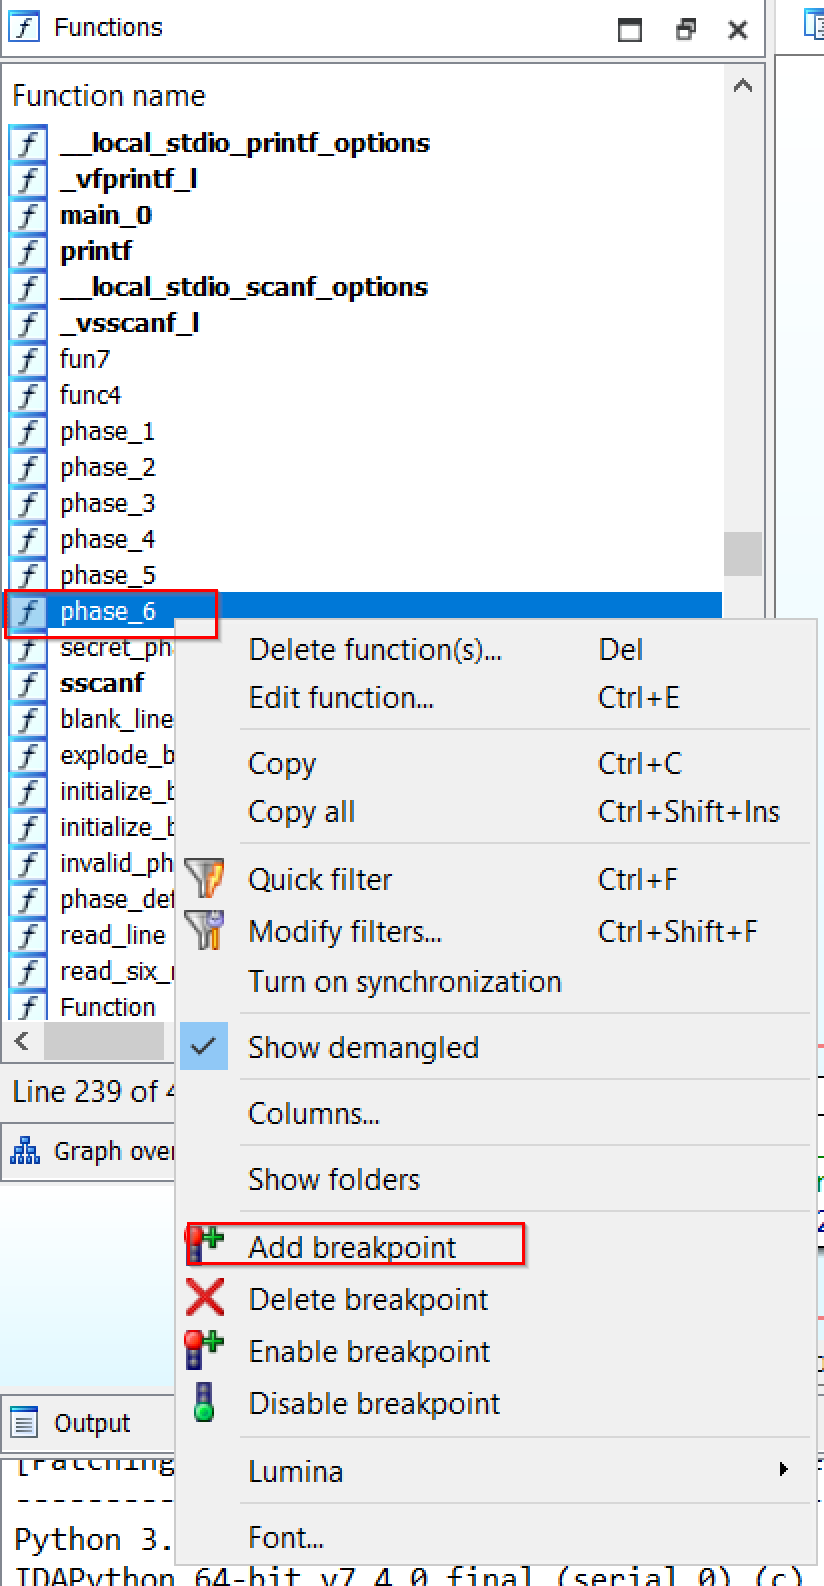 Functions
Function name
__local_stdio_printf_options
_vfprintf_l
main_0
printf
__local_stdio_scanf_options
_vsscanf_l
fun7
func4
phase_1
phase_2
phase_3
phase_4
phase_5
phase_6
secret_ph
sscanf
blank_line
explode_b
initialize_b
initialize_b
invalid_ph
phase_def
read_line
read_six_n
Function
Line 239 of 4
Graph over
Output
Delete function(s)... Del
Edit function... Ctrl+E
Copy Ctrl+C
Copy all Ctrl+Shift+Ins
Quick filter Ctrl+F
Modify filters... Ctrl+Shift+F
Turn on synchronization
Show demangled
Columns...
Show folders
Add breakpoint
Delete breakpoint
Enable breakpoint
Disable breakpoint
Lumina
Font...
[Patching
----------
Python 3.
IDAPython 64-bit v7.4.0 final (serial 0) (c)